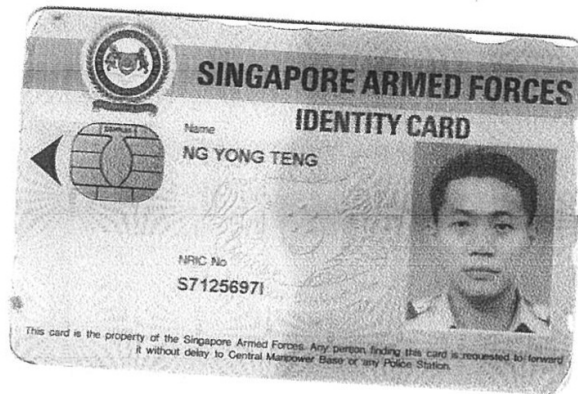 SINGAPORE ARMED FORCES
IDENTITY CARD
Name
NG YONG TENG
NRIC No
S7125697I
This card is the property of the Singapore Armed Forces. Any person finding this card is requested to forward
it without delay to Central Manpower Base or any Police Station.